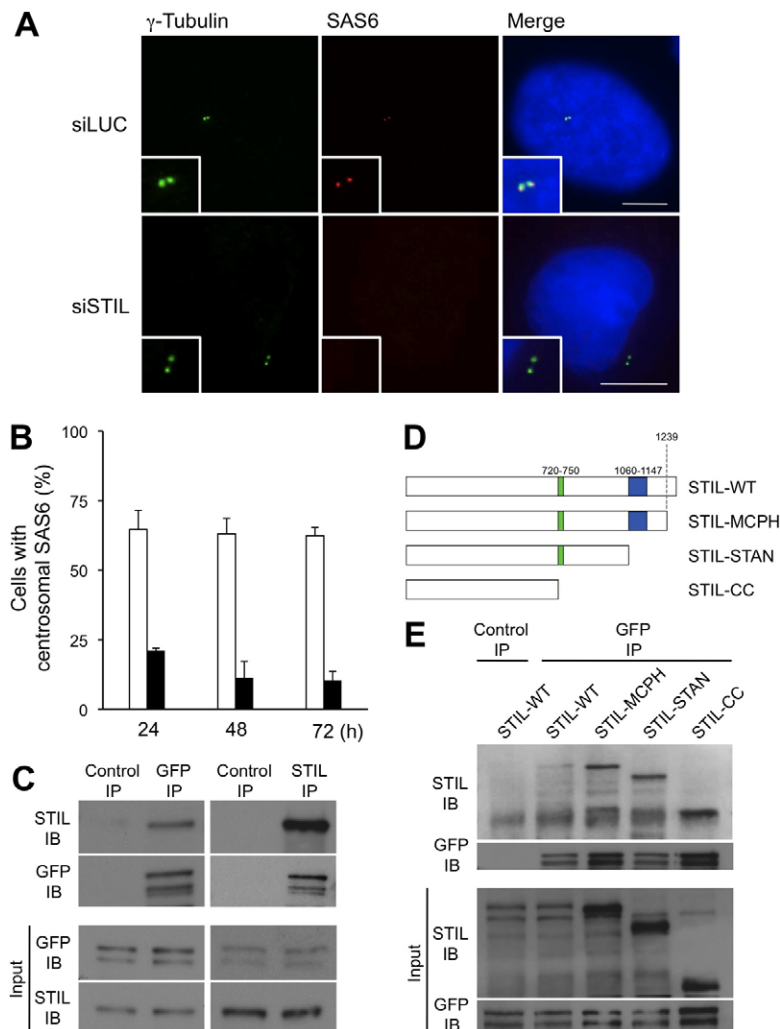 A
γ-Tubulin SAS6 Merge
siLUC
siSTIL
B
Cells with
centrosomal SAS6 (%)
100
75
50
25
0
24 48 72 (h)
C
Control IP GFP IP Control IP STIL IP
STIL IB
GFP IB
Input
GFP IB
STIL IB
D
1239
720-750 1060-1147
STIL-WT
STIL-MCPH
STIL-STAN
STIL-CC
E
Control IP GFP IP
STIL-WT STIL-WT STIL-MCPH STIL-STAN STIL-CC
STIL IB
GFP IB
Input
STIL IB
GFP IB